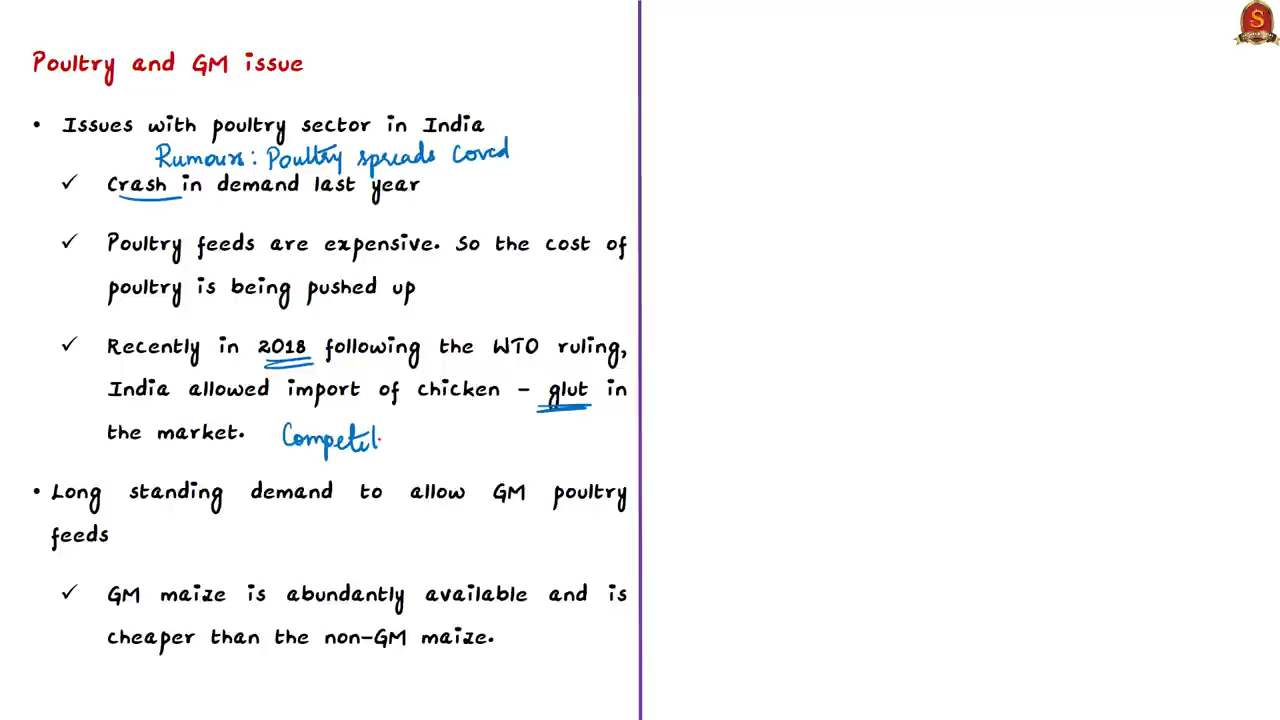 Poultry and GM issue
• Issues with poultry sector in India
Rumours: Poultry spreads Coved
✓ Crash in demand last year
✓ Poultry feeds are expensive. So the cost of
poultry is being pushed up
✓ Recently in 2018 following the WTO ruling,
India allowed import of chicken - glut in
the market. Competit
• Long standing demand to allow GM poultry
feeds
✓ GM maize is abundantly available and is
cheaper than the non-GM maize.
S